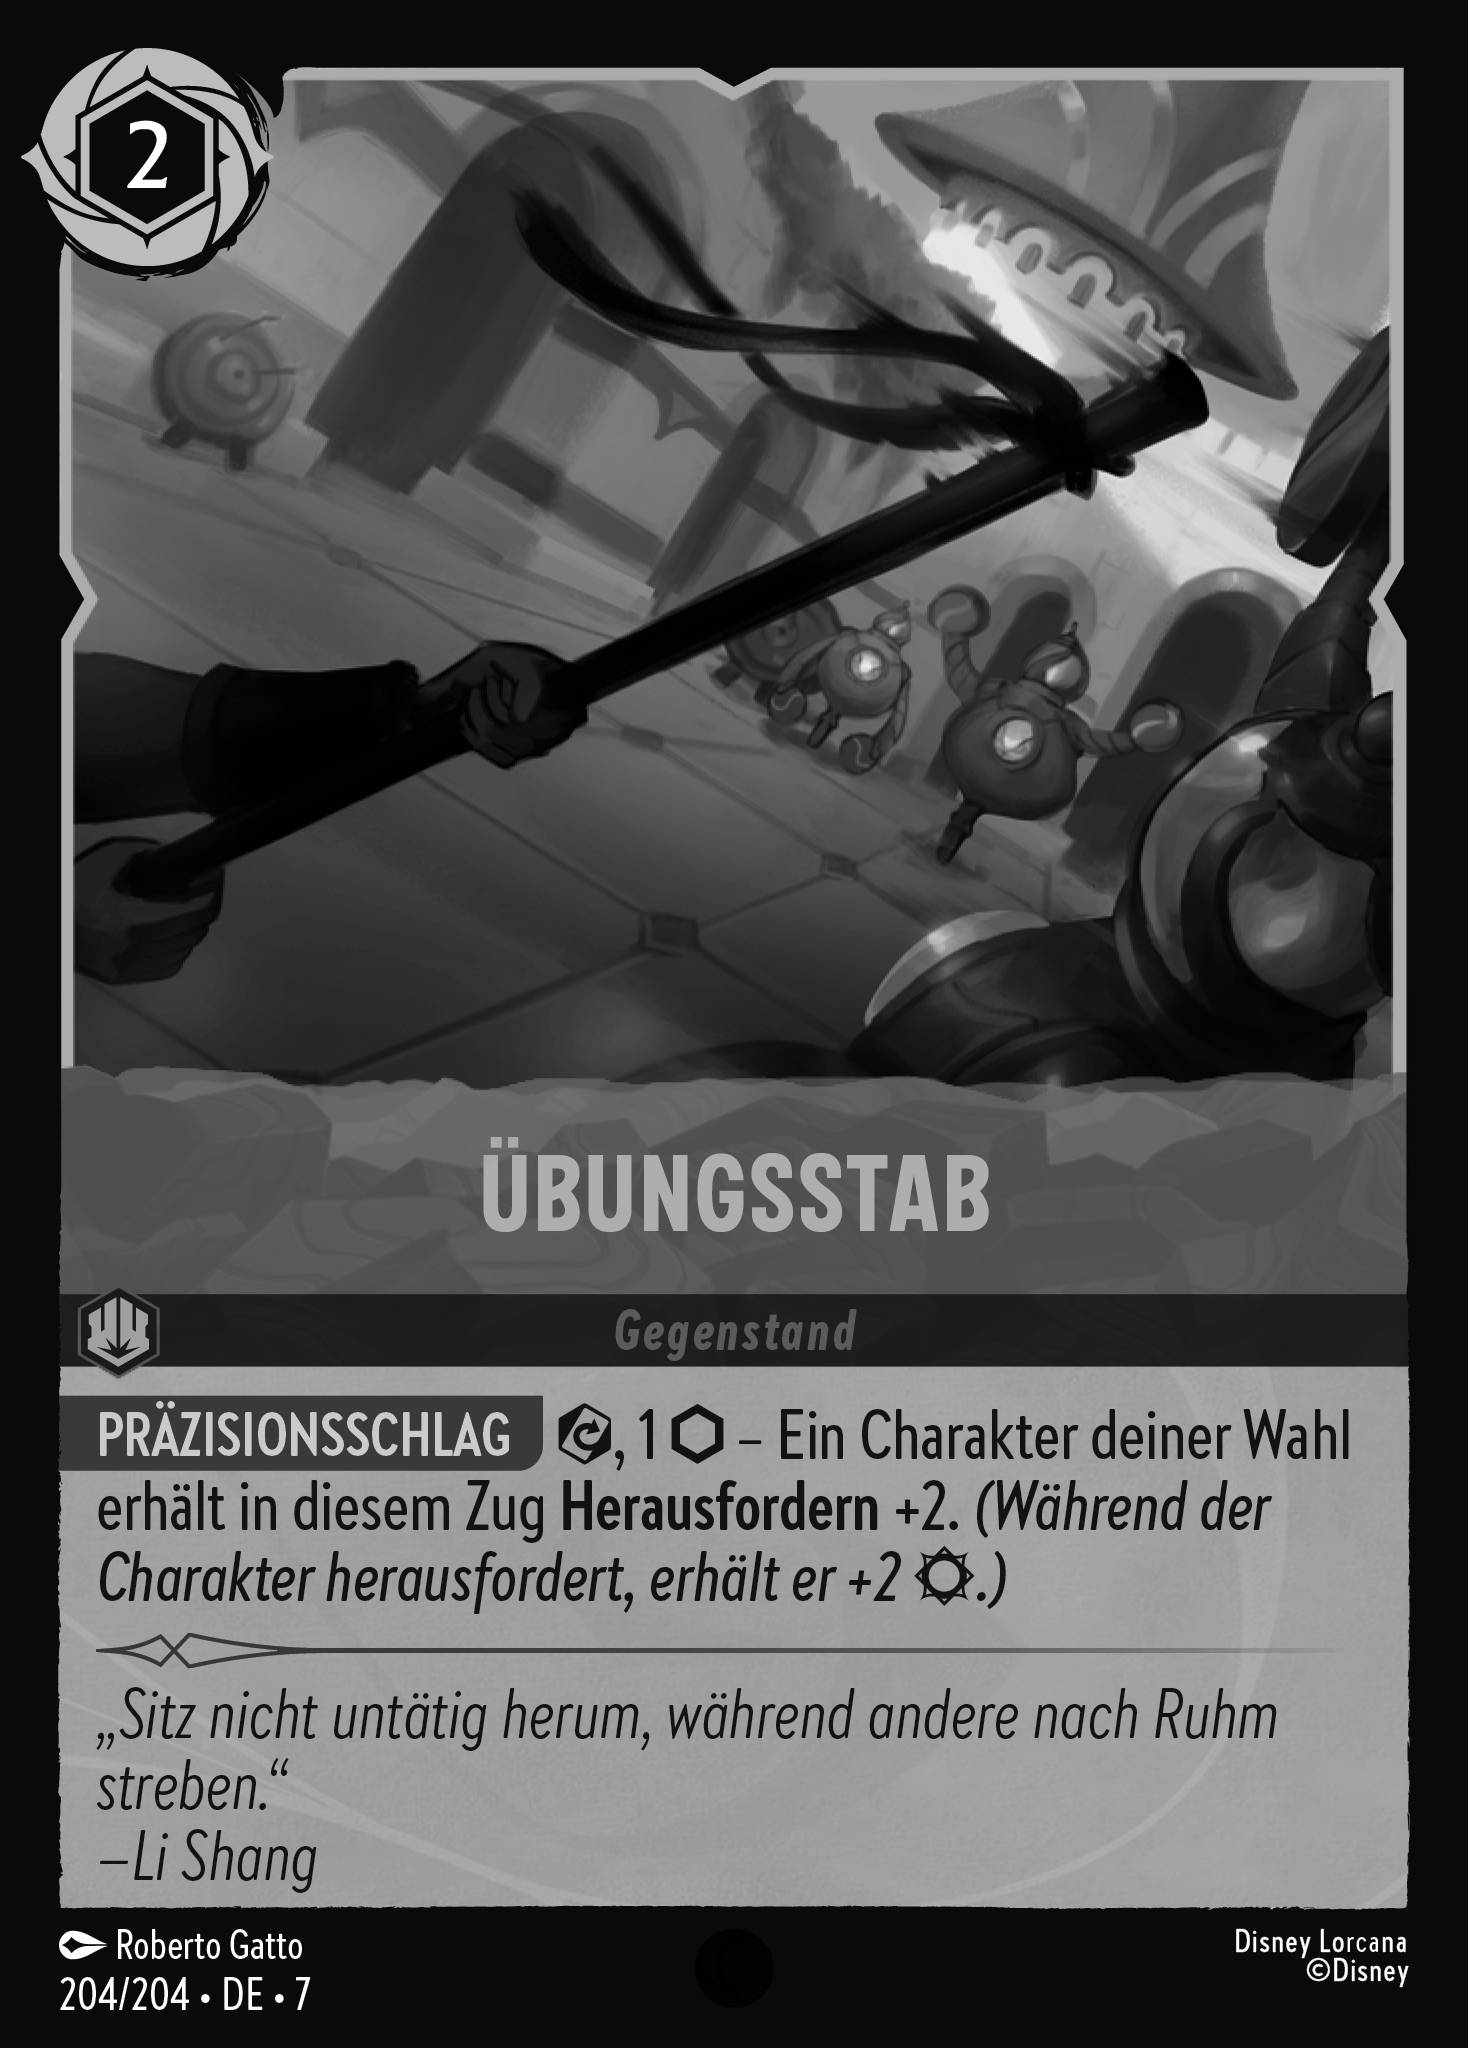 2
ÜBUNGSSTAB
Gegenstand
PRÄZISIONSSCHLAG , 1 – Ein Charakter deiner Wahl
erhält in diesem Zug Herausfordern +2. (Während der
Charakter herausfordert, erhält er +2 .)
„Sitz nicht untätig herum, während andere nach Ruhm
streben.“
–Li Shang
Roberto Gatto
204/204 • DE • 7
Disney Lorcana
©Disney